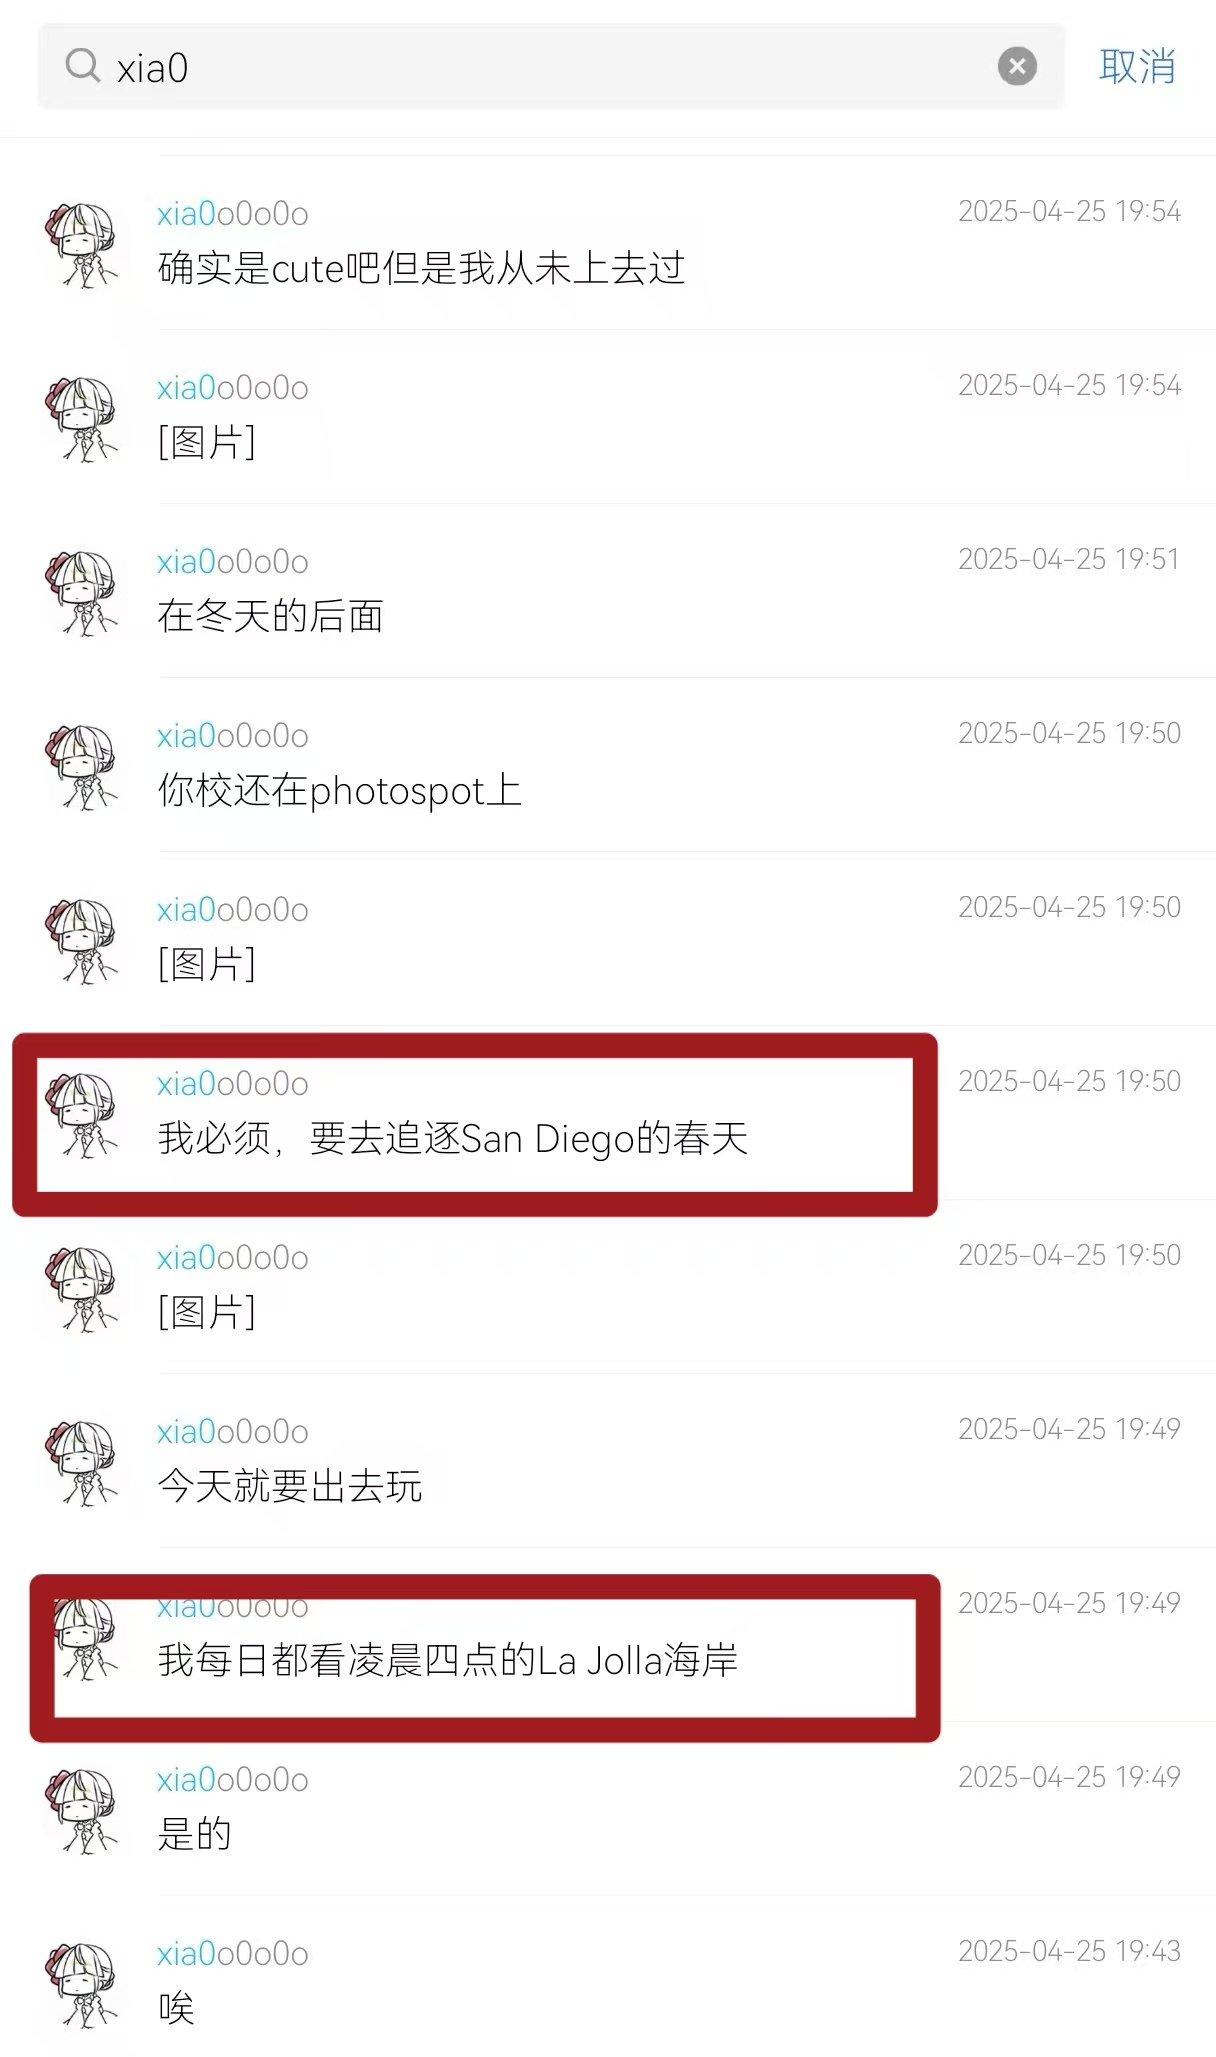 xia0
取消
xia0o0o0o
2025-04-25 19:54
确实是cute吧但是我从未上去过
xia0o0o0o
2025-04-25 19:54
[图片]
xia0o0o0o
2025-04-25 19:51
在冬天的后面
xia0o0o0o
2025-04-25 19:50
你校还在photospot上
xia0o0o0o
2025-04-25 19:50
[图片]
xia0o0o0o
2025-04-25 19:50
我必须，要去追逐San Diego的春天
xia0o0o0o
2025-04-25 19:50
[图片]
xia0o0o0o
2025-04-25 19:49
今天就要出去玩
xia0o0o0o
2025-04-25 19:49
我每日都看凌晨四点的La Jolla海岸
xia0o0o0o
2025-04-25 19:49
是的
xia0o0o0o
2025-04-25 19:43
唉